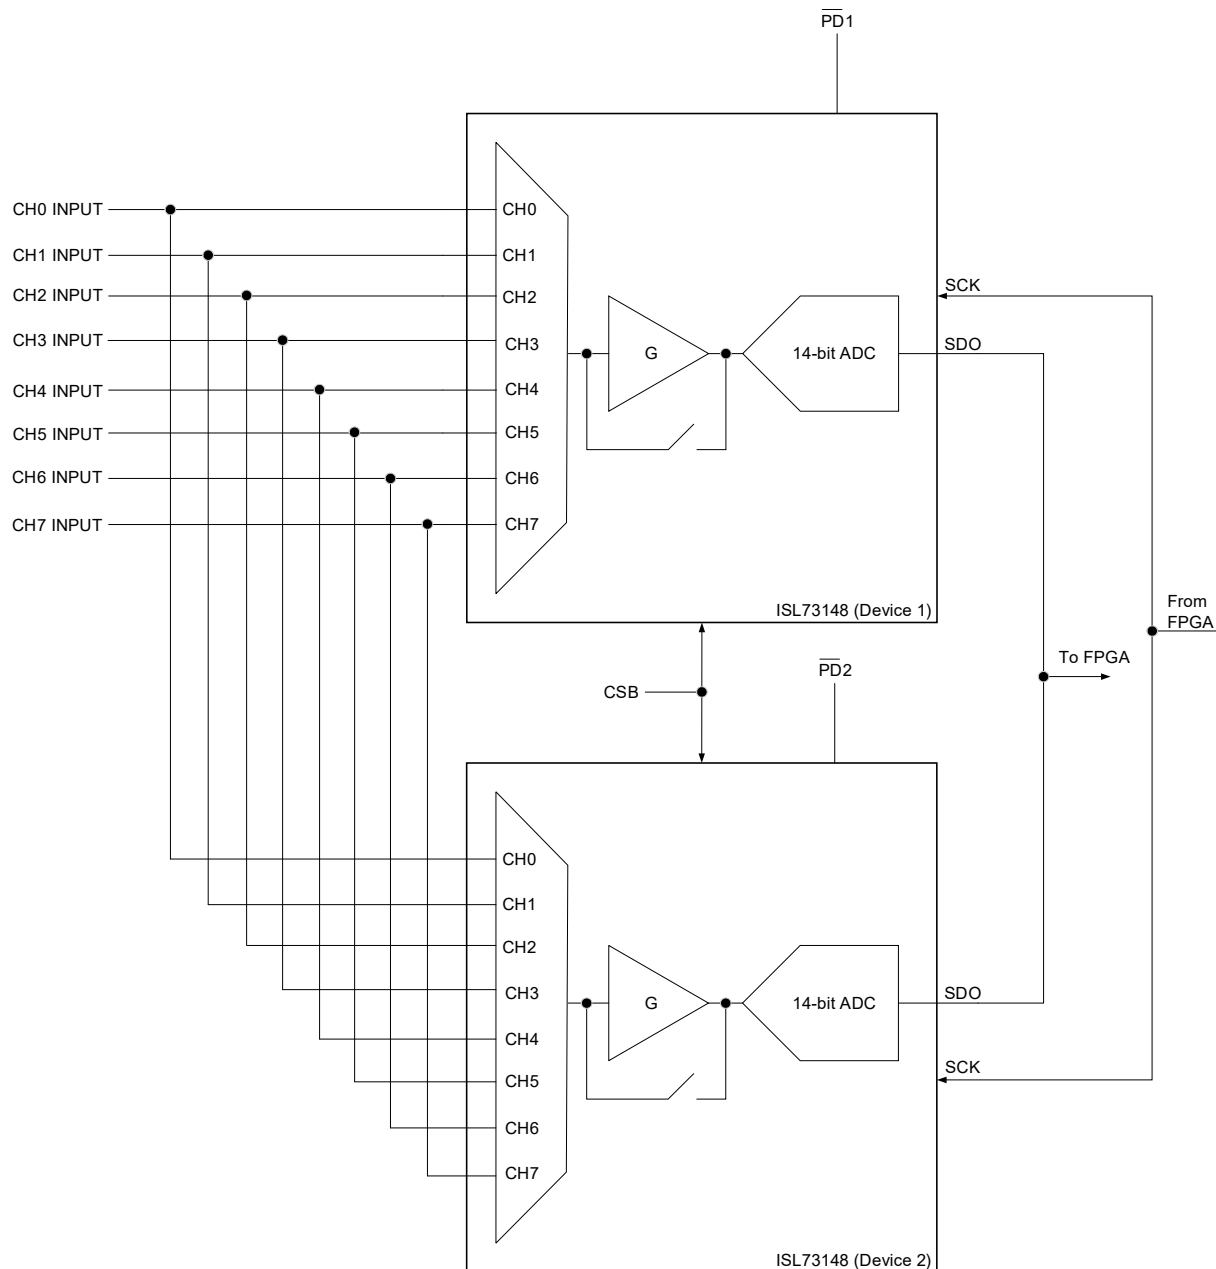 PD1
CH0 INPUT
CH1 INPUT
CH2 INPUT
CH3 INPUT
CH4 INPUT
CH5 INPUT
CH6 INPUT
CH7 INPUT
CH0
CH1
CH2
CH3
CH4
CH5
CH6
CH7
G
14-bit ADC
SCK
SDO
ISL73148 (Device 1)
From
FPGA
To FPGA
CSB
PD2
CH0
CH1
CH2
CH3
CH4
CH5
CH6
CH7
G
14-bit ADC
SDO
SCK
ISL73148 (Device 2)